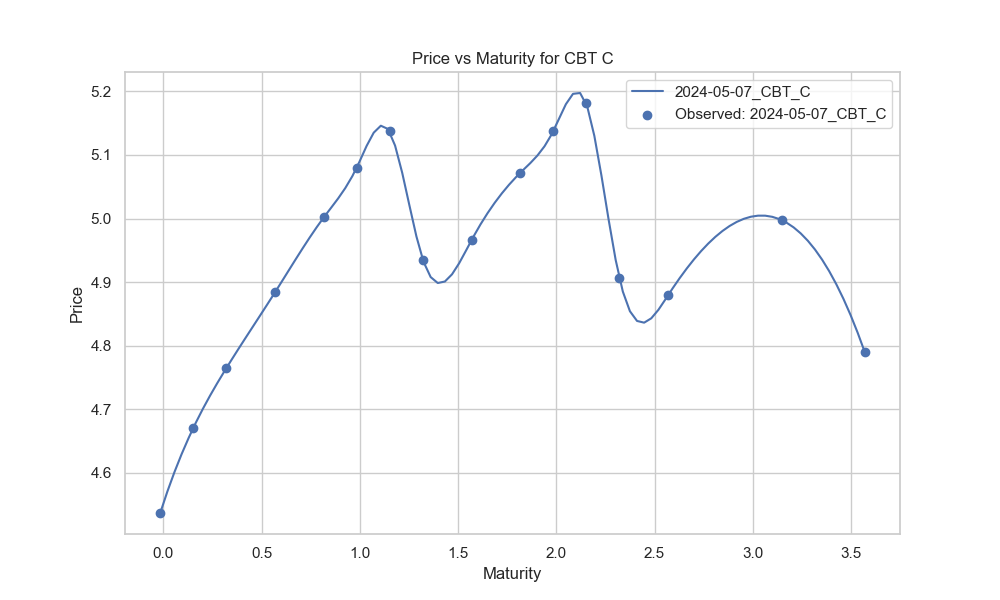 Price vs Maturity for CBT C
2024-05-07_CBT_C
Observed: 2024-05-07_CBT_C
5.2
5.1
5.0
4.9
4.8
4.7
4.6
Price
0.0 0.5 1.0 1.5 2.0 2.5 3.0 3.5
Maturity